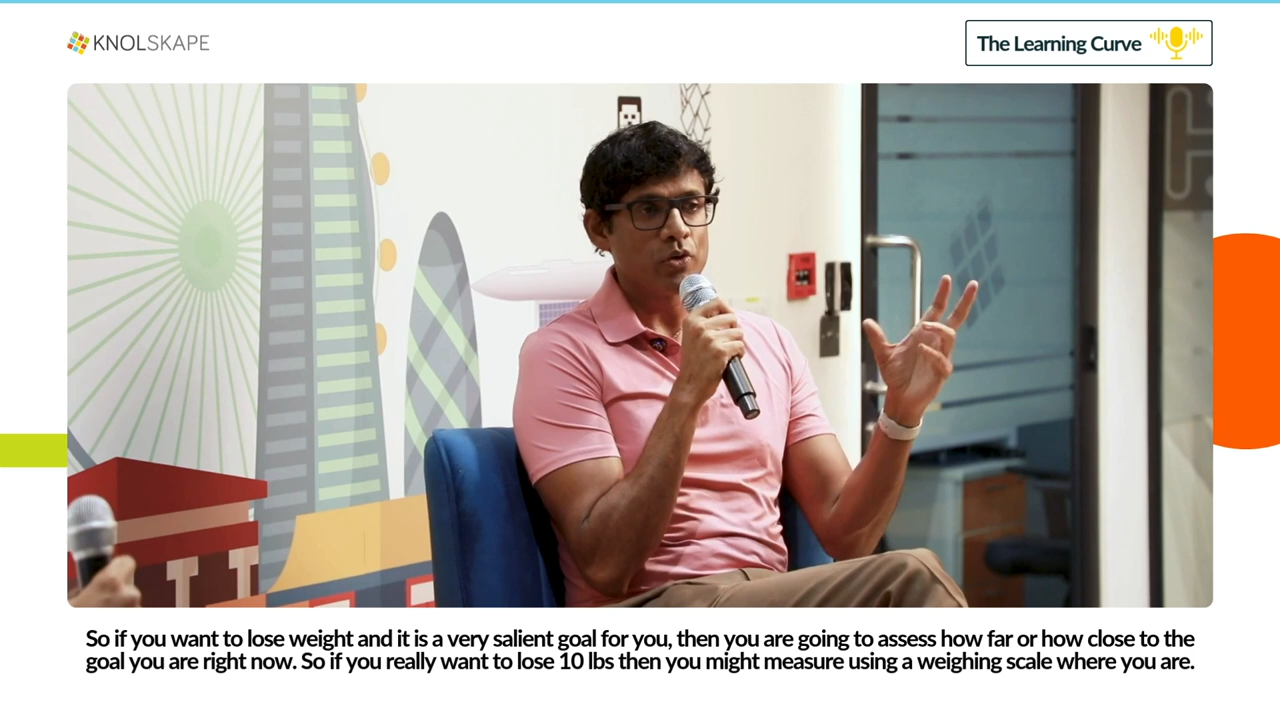 KNOLSKAPE
The Learning Curve
So if you want to lose weight and it is a very salient goal for you, then you are going to assess how far or how close to the
goal you are right now. So if you really want to lose 10 lbs then you might measure using a weighing scale where you are.